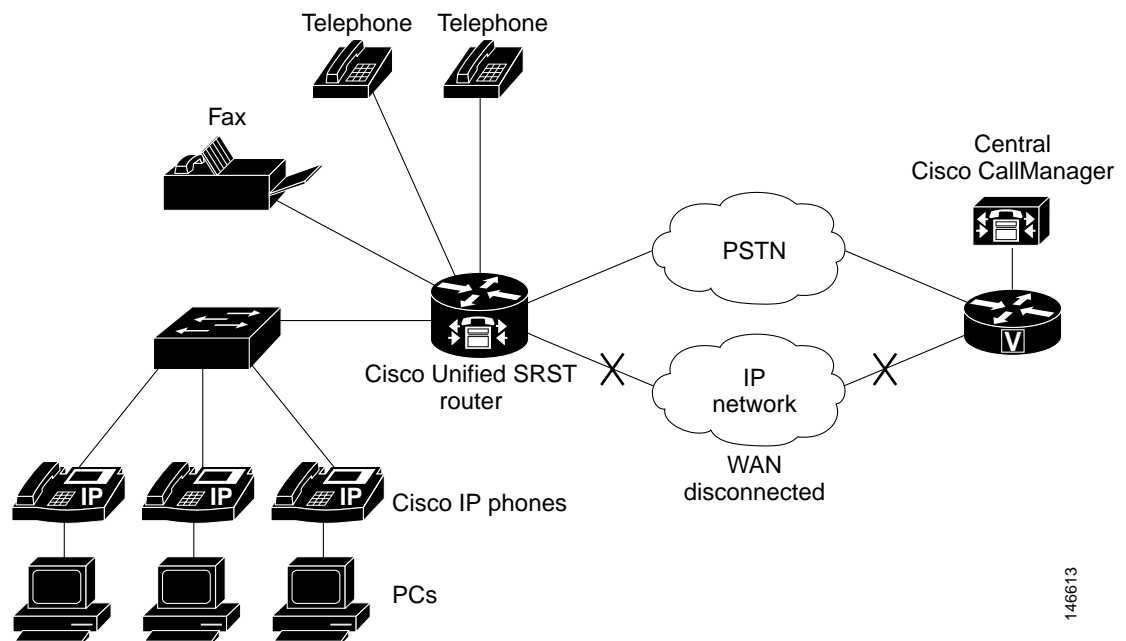 Telephone Telephone
Fax
Central
Cisco CallManager
PSTN
V
Cisco Unified SRST
router
IP
network
WAN
disconnected
IP IP IP
Cisco IP phones
PCs
146613